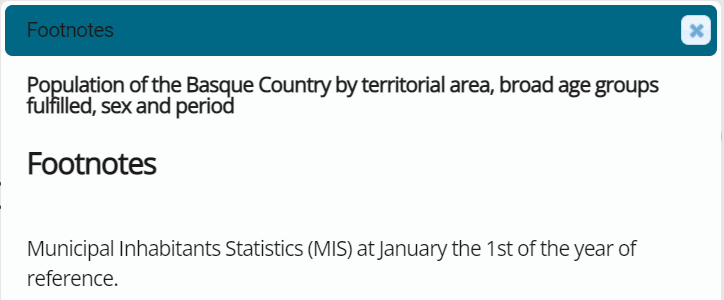 Footnotes
Population of the Basque Country by territorial area, broad age groups
fulfilled, sex and period
Footnotes
Municipal Inhabitants Statistics (MIS) at January the 1st of the year of
reference.